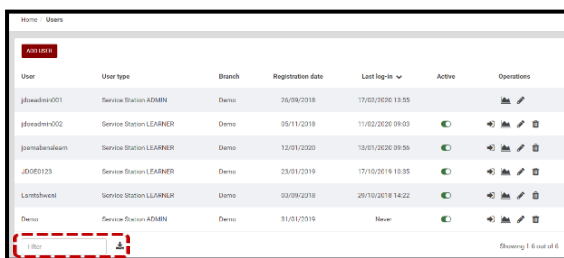 Home / Users
ADD USER
User User type Branch Registration date Last log-in Active Operations
jdoeadmin001 Service Station ADMIN Demo 26/09/2018 17/02/2020 13:55
jdoeadmin002 Service Station LEARNER Demo 05/11/2018 11/02/2020 09:03
joemabenalearn Service Station LEARNER Demo 12/01/2020 13/01/2020 09:56
JDOE0123 Service Station LEARNER Demo 23/01/2019 17/10/2019 10:35
Service Station LEARNER Demo 03/09/2018 29/10/2018 14:22
Demo Service Station ADMIN Demo 31/01/2019 Never
Filter Showing 1-6 out of 6